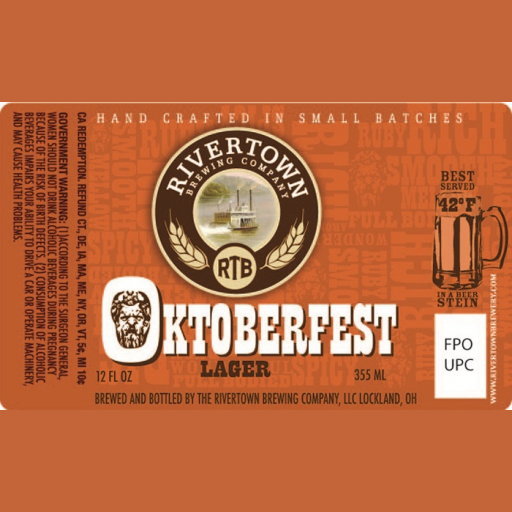 CA REDEMPTION. REFUND CT, DE, IA, MA, ME, NY, OR, VT, 5¢, MI 10¢
GOVERNMENT WARNING: (1)ACCORDING TO THE SURGEON GENERAL,
WOMEN SHOULD NOT DRINK ALCOHOLIC BEVERAGES DURING PREGNANCY
BECAUSE OF THE RISK OF BIRTH DEFECTS. (2) CONSUMPTION OF ALCOHOLIC
BEVERAGES IMPAIRS YOUR ABILITY TO DRIVE A CAR OR OPERATE MACHINERY,
AND MAY CAUSE HEALTH PROBLEMS.
HAND CRAFTED IN SMALL BATCHES
RIVERTOWN
BREWING COMPANY
RTB
OKTOBERFEST
LAGER
12 FL OZ
355 ML
BREWED AND BOTTLED BY THE RIVERTOWN BREWING COMPANY, LLC LOCKLAND, OH
BEST
SERVED
42°F
IN A BEER
STEIN
FPO
UPC
WWW.RIVERTOWNBREWERY.COM